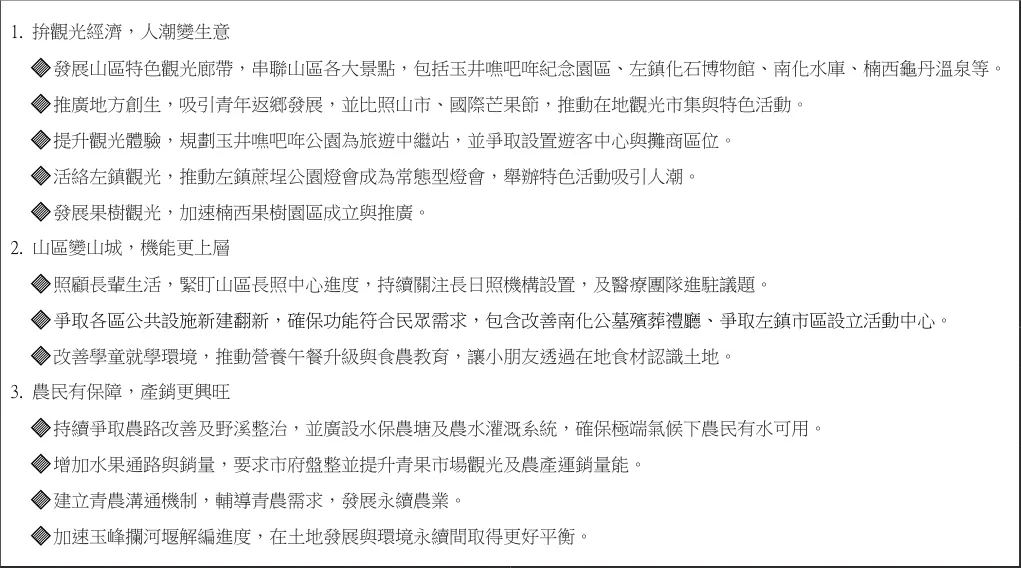 1. 拚觀光經濟，人潮變生意
◆發展山區特色觀光廊帶，串聯山區各大景點，包括玉井噍吧哖紀念園區、左鎮化石博物館、南化水庫、楠西龜丹溫泉等。
◆推廣地方創生，吸引青年返鄉發展，並比照山市、國際芒果節，推動在地觀光市集與特色活動。
◆提升觀光體驗，規劃玉井噍吧哖公園為旅遊中繼站，並爭取設置遊客中心與攤商區位。
◆活絡左鎮觀光，推動左鎮蔗埕公園燈會成為常態型燈會，舉辦特色活動吸引人潮。
◆發展果樹觀光，加速楠西果樹園區成立與推廣。
2. 山區變山城，機能更上層
◆照顧長輩生活，緊盯山區長照中心進度，持續關注長日照機構設置，及醫療團隊進駐議題。
◆爭取各區公共設施新建翻新，確保功能符合民眾需求，包含改善南化公墓殯葬禮廳、爭取左鎮市區設立活動中心。
◆改善學童就學環境，推動營養午餐升級與食農教育，讓小朋友透過在地食材認識土地。
3. 農民有保障，產銷更興旺
◆持續爭取農路改善及野溪整治，並廣設水保農塘及農水灌溉系統，確保極端氣候下農民有水可用。
◆增加水果通路與銷量，要求市府盤整並提升青果市場觀光及農產運銷量能。
◆建立青農溝通機制，輔導青農需求，發展永續農業。
◆加速玉峰攔河堰解編進度，在土地發展與環境永續間取得更好平衡。